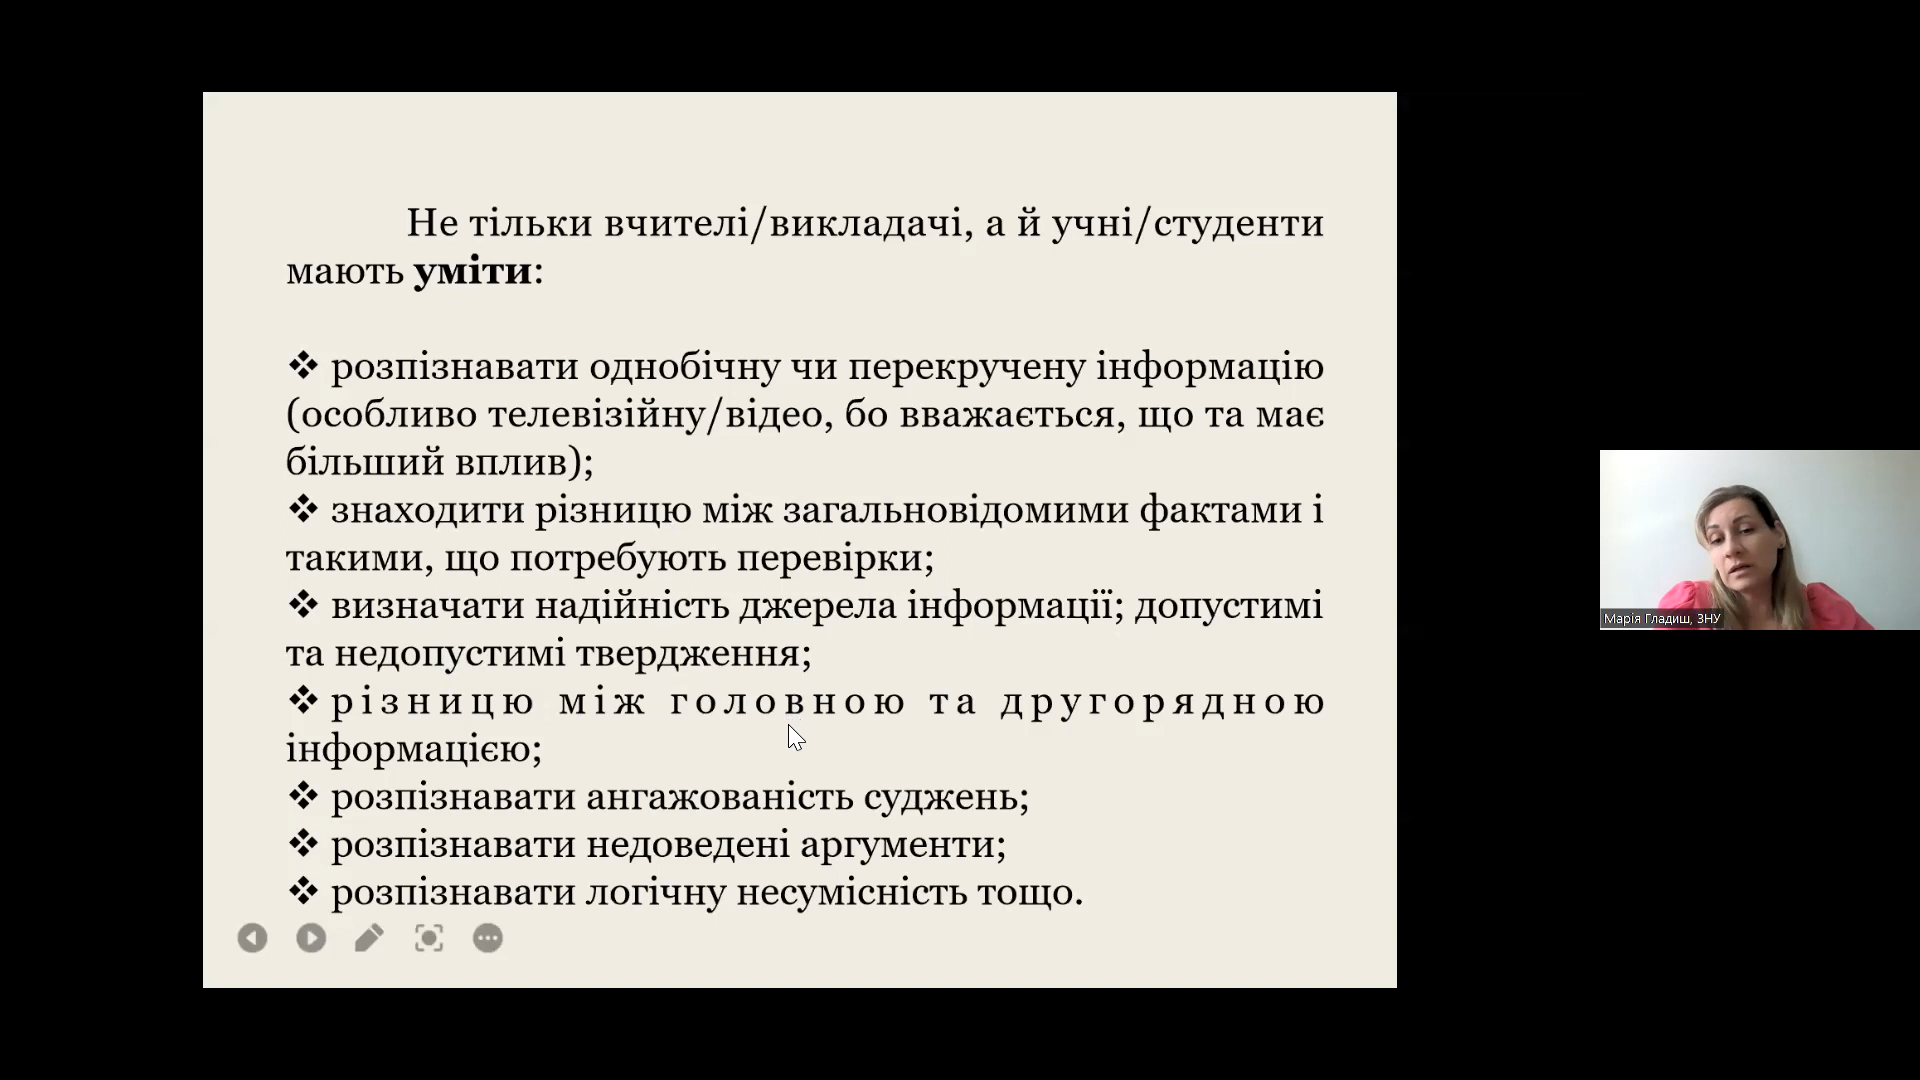 Не тільки вчителі/викладачі, а й учні/студенти
мають уміти:
❖ розпізнавати однобічну чи перекручену інформацію
(особливо телевізійну/відео, бо вважається, що та має
більший вплив);
❖ знаходити різницю між загальновідомими фактами і
такими, що потребують перевірки;
❖ визначати надійність джерела інформації; допустимі
та недопустимі твердження;
❖ різницю між головною та другорядною
інформацією;
❖ розпізнавати ангажованість суджень;
❖ розпізнавати недоведені аргументи;
❖ розпізнавати логічну несумісність тощо.
Марія Гладиш, ЗНУ